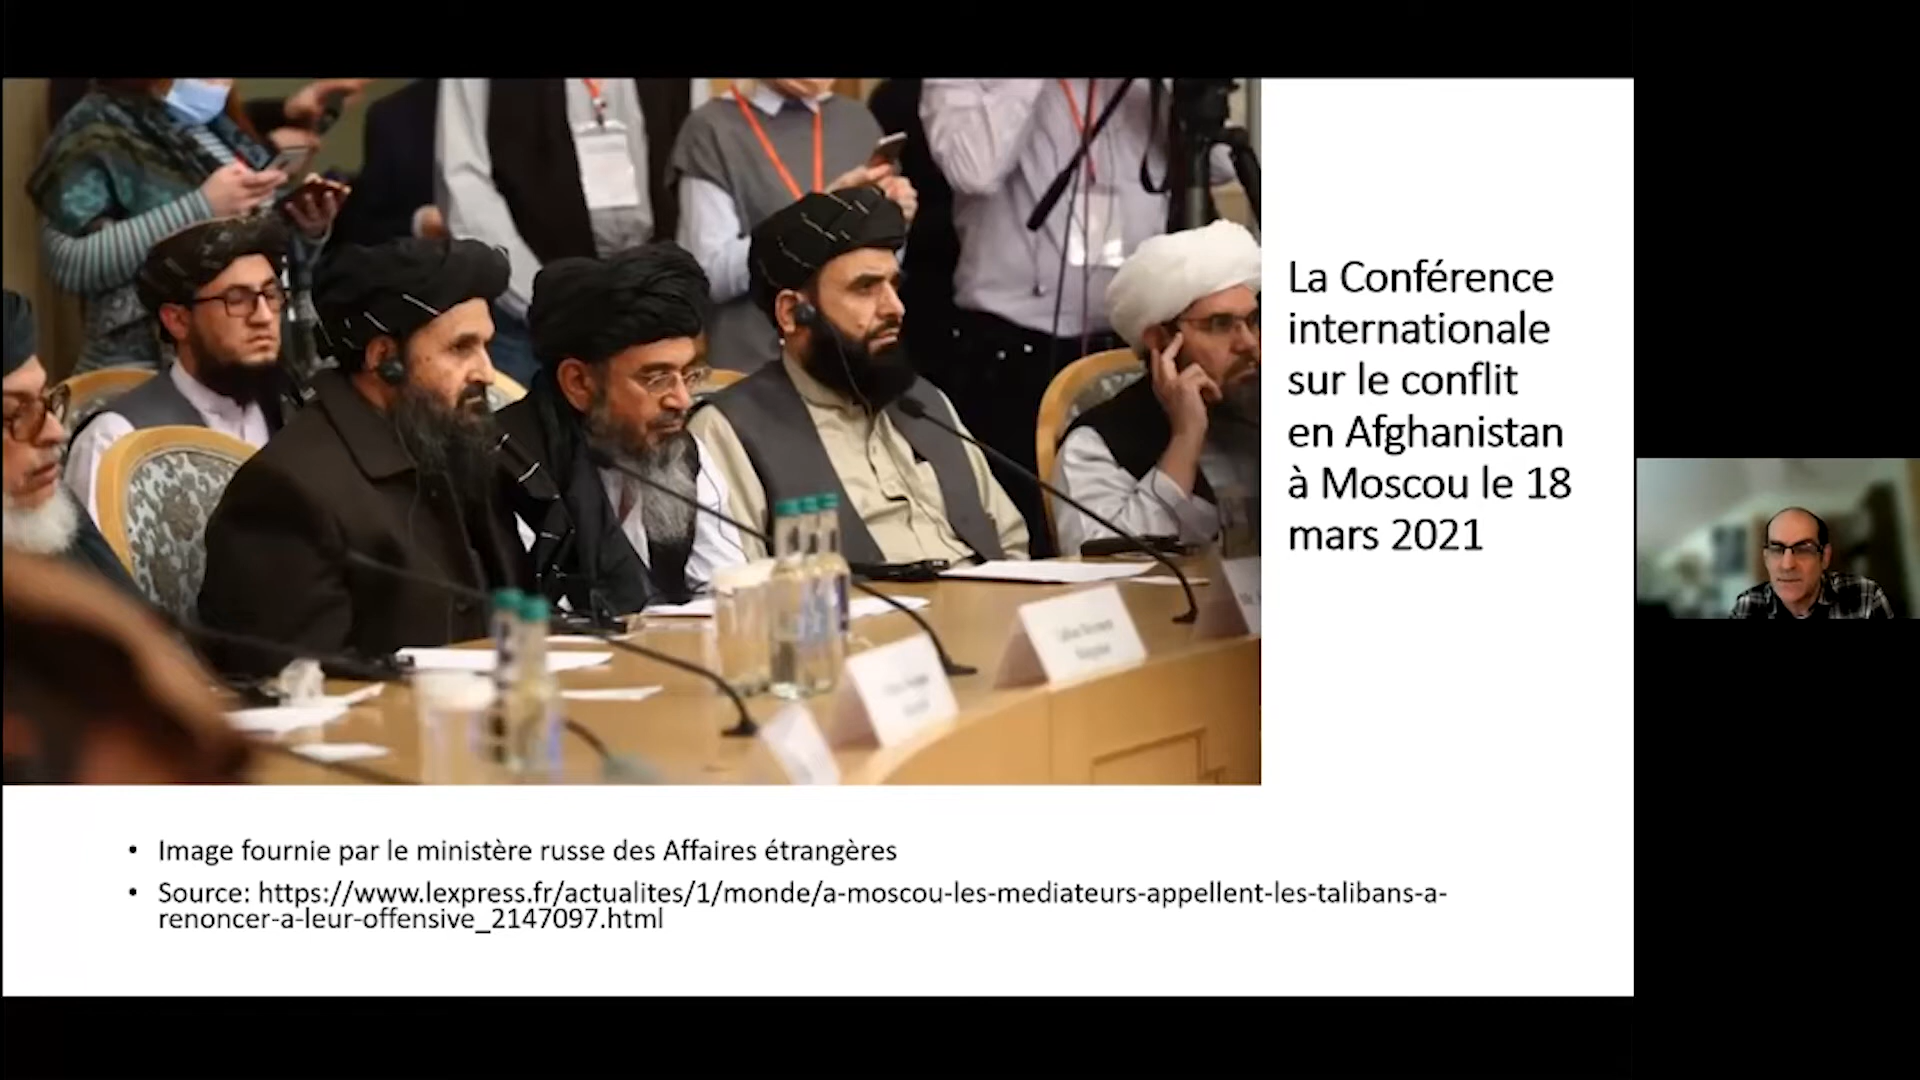 La Conférence
internationale
sur le conflit
en Afghanistan
à Moscou le 18
mars 2021
• Image fournie par le ministère russe des Affaires étrangères
• Source: https://www.lexpress.fr/actualites/1/monde/a-moscou-les-mediateurs-appellent-les-talibans-a-
renoncer-a-leur-offensive_2147097.html